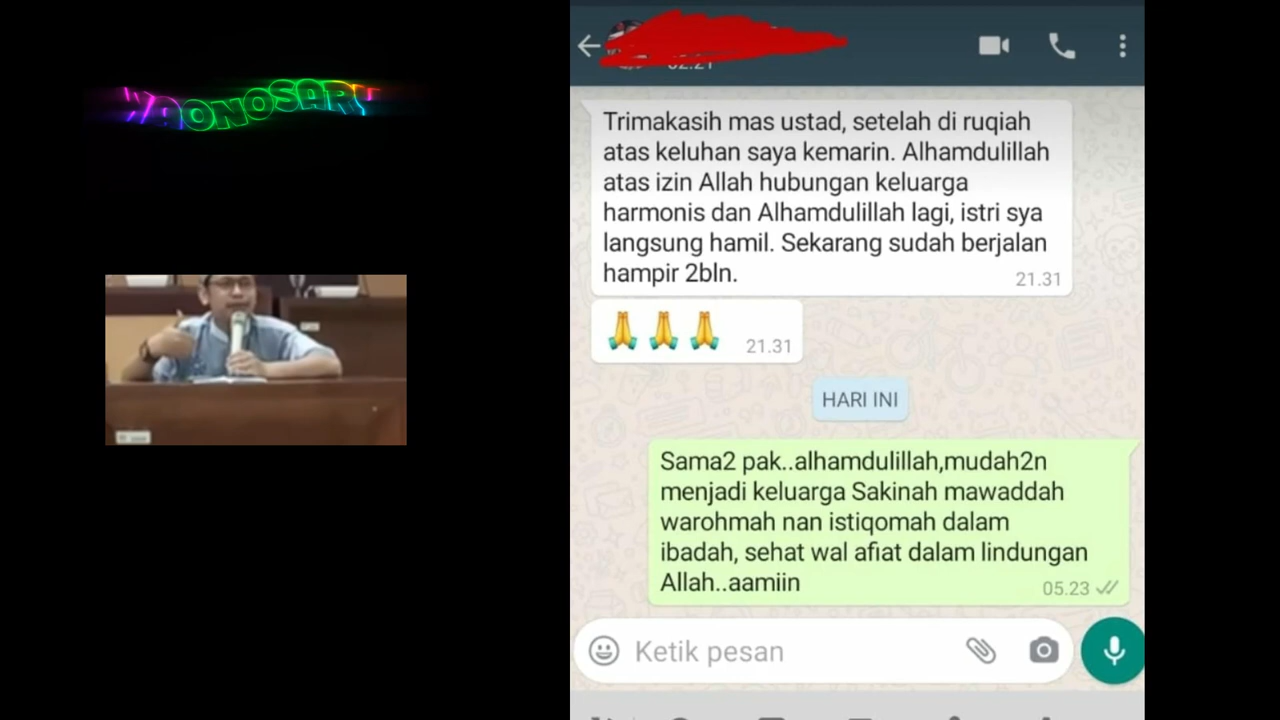 02.21
Trimakasih mas ustad, setelah di ruqiah
atas keluhan saya kemarin. Alhamdulillah
atas izin Allah hubungan keluarga
harmonis dan Alhamdulillah lagi, istri sya
langsung hamil. Sekarang sudah berjalan
hampir 2bln.
21.31
21.31
HARI INI
Sama2 pak..alhamdulillah,mudah2n
menjadi keluarga Sakinah mawaddah
warohmah nan istiqomah dalam
ibadah, sehat wal afiat dalam lindungan
Allah..aamiin
05.23
Ketik pesan